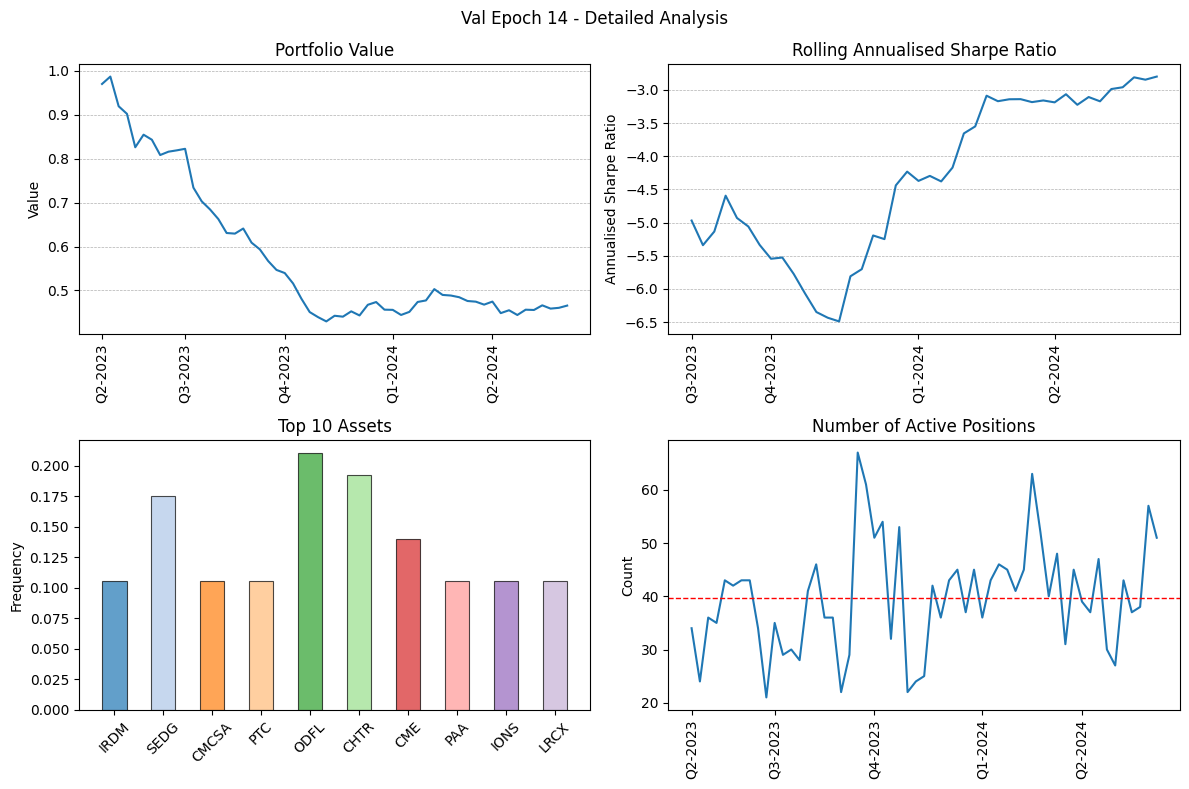 Val Epoch 14 - Detailed Analysis
Portfolio Value
Value
1.0
0.9
0.8
0.7
0.6
0.5
Q2-2023
Q3-2023
Q4-2023
Q1-2024
Q2-2024
Rolling Annualised Sharpe Ratio
Annualised Sharpe Ratio
−3.0
−3.5
−4.0
−4.5
−5.0
−5.5
−6.0
−6.5
Q3-2023
Q4-2023
Q1-2024
Q2-2024
Top 10 Assets
Frequency
0.200
0.175
0.150
0.125
0.100
0.075
0.050
0.025
0.000
IRDM
SEDG
CMCSA
PTC
ODFL
CHTR
CME
PAA
IONS
LRCX
Number of Active Positions
Count
60
50
40
30
20
Q2-2023
Q3-2023
Q4-2023
Q1-2024
Q2-2024